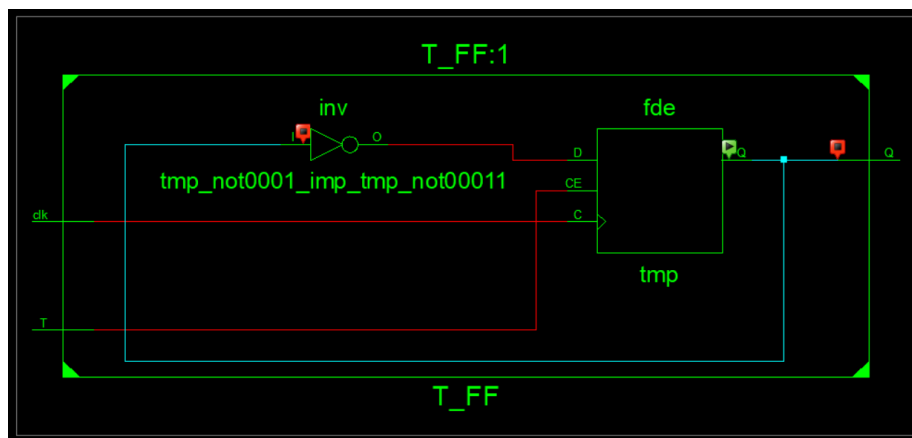 T_FF:1
inv
fde
I
O
D
Q
Q
tmp_not0001_imp_tmp_not00011
CE
clk
C
tmp
T
T_FF